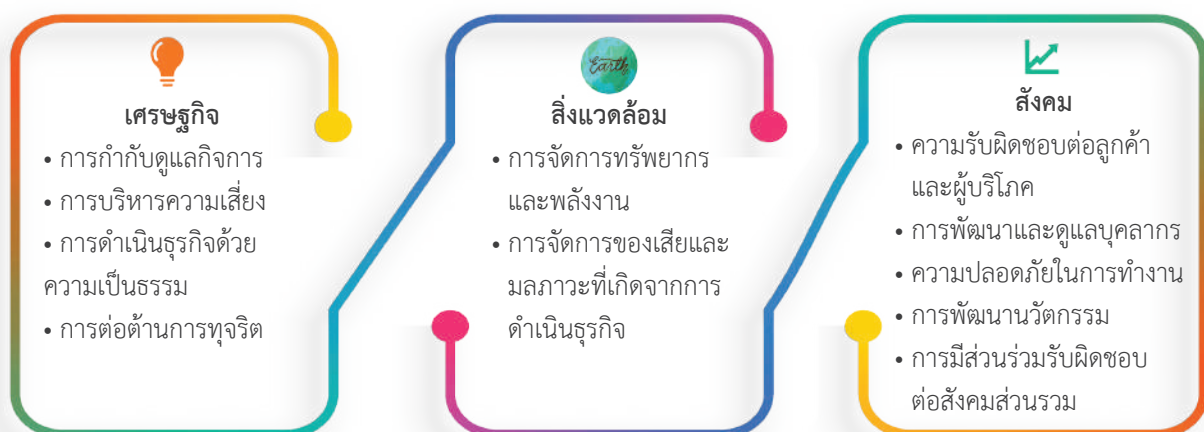 เศรษฐกิจ
• การกำกับดูแลกิจการ
• การบริหารความเสี่ยง
• การดำเนินธุรกิจด้วย
ความเป็นธรรม
• การต่อต้านการทุจริต
Earth
สิ่งแวดล้อม
• การจัดการทรัพยากร
และพลังงาน
• การจัดการของเสียและ
มลภาวะที่เกิดจากการ
ดำเนินธุรกิจ
สังคม
• ความรับผิดชอบต่อลูกค้า
และผู้บริโภค
• การพัฒนาและดูแลบุคลากร
• ความปลอดภัยในการทำงาน
• การพัฒนานวัตกรรม
• การมีส่วนร่วมรับผิดชอบ
ต่อสังคมส่วนรวม